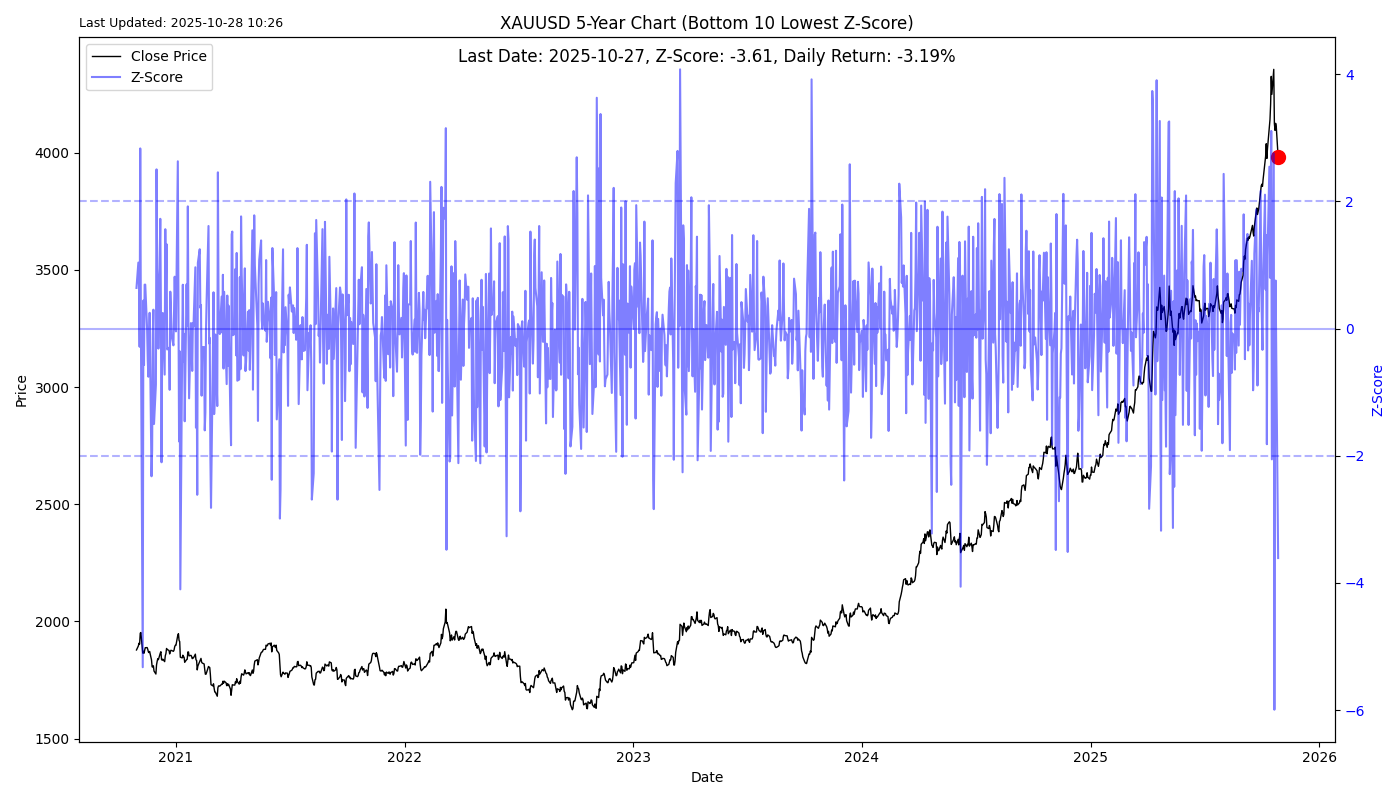 Last Updated: 2025-10-28 10:26
XAUUSD 5-Year Chart (Bottom 10 Lowest Z-Score)
Last Date: 2025-10-27, Z-Score: -3.61, Daily Return: -3.19%
Close Price
Z-Score
4000
3500
3000
2500
2000
1500
Price
4
2
0
−2
−4
−6
Z-Score
2021
2022
2023
2024
2025
2026
Date